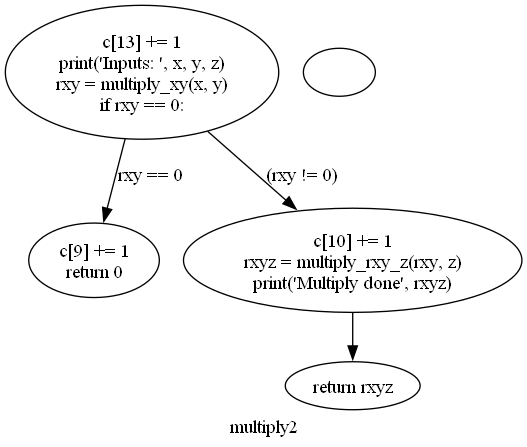 c[13] += 1
print('Inputs: ', x, y, z)
rxy = multiply_xy(x, y)
if rxy == 0:
rxy == 0
(rxy != 0)
c[9] += 1
return 0
c[10] += 1
rxyz = multiply_rxy_z(rxy, z)
print('Multiply done', rxyz)
return rxyz
multiply2